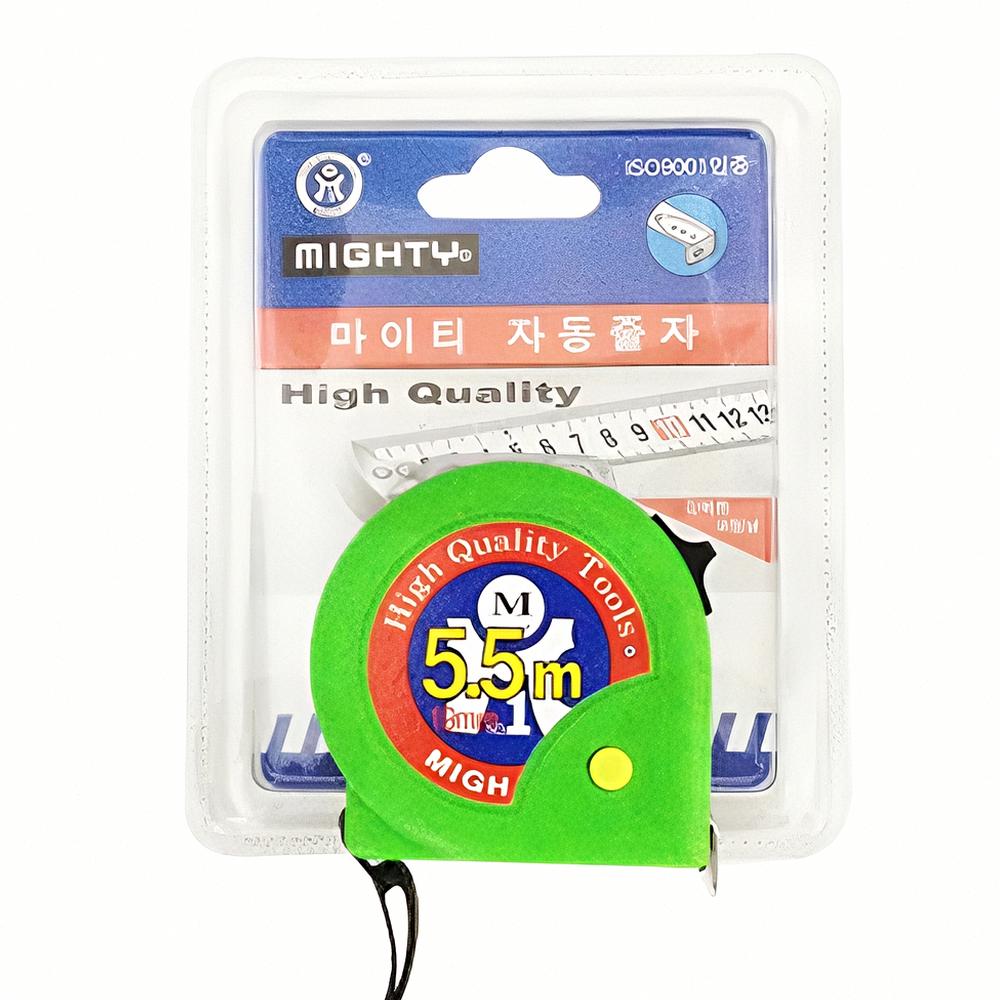 ISO9001인증
MIGHTY®
마이티 자동줄자
High Quality
6 7 8 9 10 11 12 13
High Quality Tools
M
5.5m
MIGH